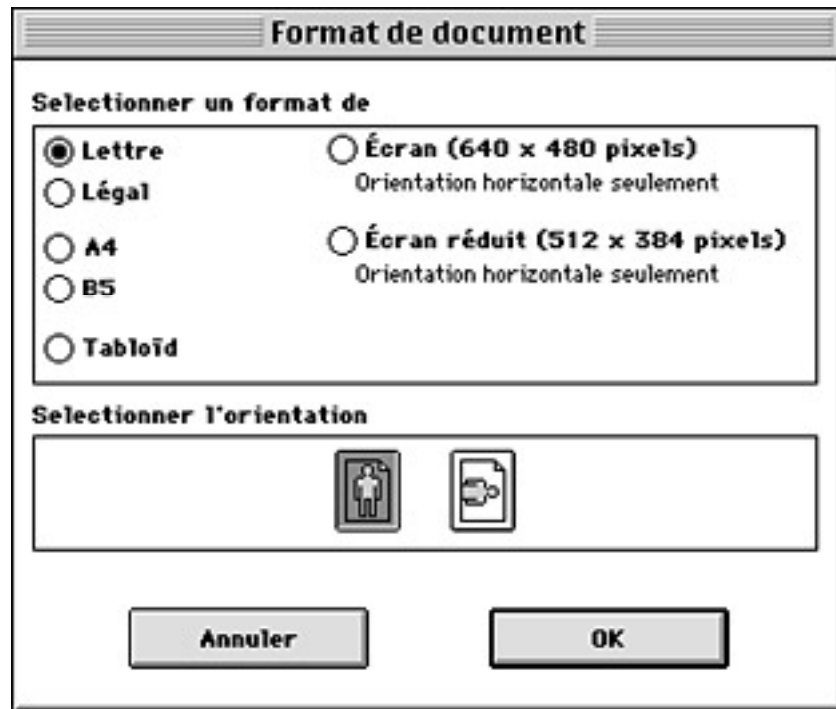 Format de document
Selectionner un format de
Lettre
Légal
A4
B5
Tabloïd
Écran (640 x 480 pixels)
Orientation horizontale seulement
Écran réduit (512 x 384 pixels)
Orientation horizontale seulement
Selectionner l'orientation
Annuler
OK